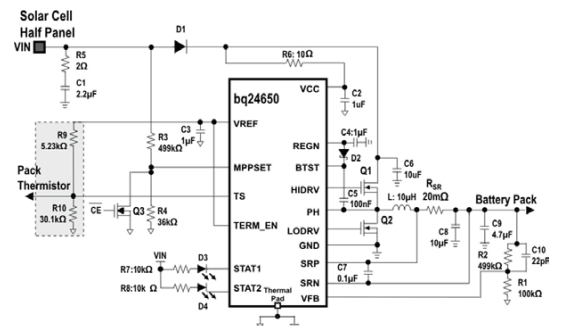 Solar Cell
Half Panel
VIN
D1
R5
2Ω
C1
2.2µF
R6: 10Ω
VCC
C2
1uF
bq24650
R9
5.23kΩ
R3
499kΩ
C3
1µF
VREF
REGN
C4:1µF
D2
BTST
C6
10uF
MPPSET
Q1
HIDRV
C5
100nF
L: 10µH
RSR
20mΩ
Battery Pack
Pack
Thermistor
TS
PH
R10
30.1kΩ
CE
Q3
R4
36kΩ
Q2
LODRV
TERM_EN
GND
C8
10µF
C9
4.7µF
C10
22pF
R2
499kΩ
VIN
D3
R7:10k Ω
STAT1
SRP
C7
0.1µF
R8:10k Ω
STAT2
D4
Thermal
Pad
SRN
VFB
R1
100kΩ